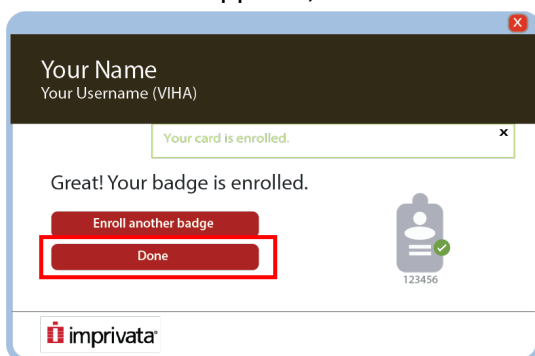 X
Your Name
Your Username (VIHA)
Your card is enrolled. x
Great! Your badge is enrolled.
Enroll another badge
Done
123456
imprivata